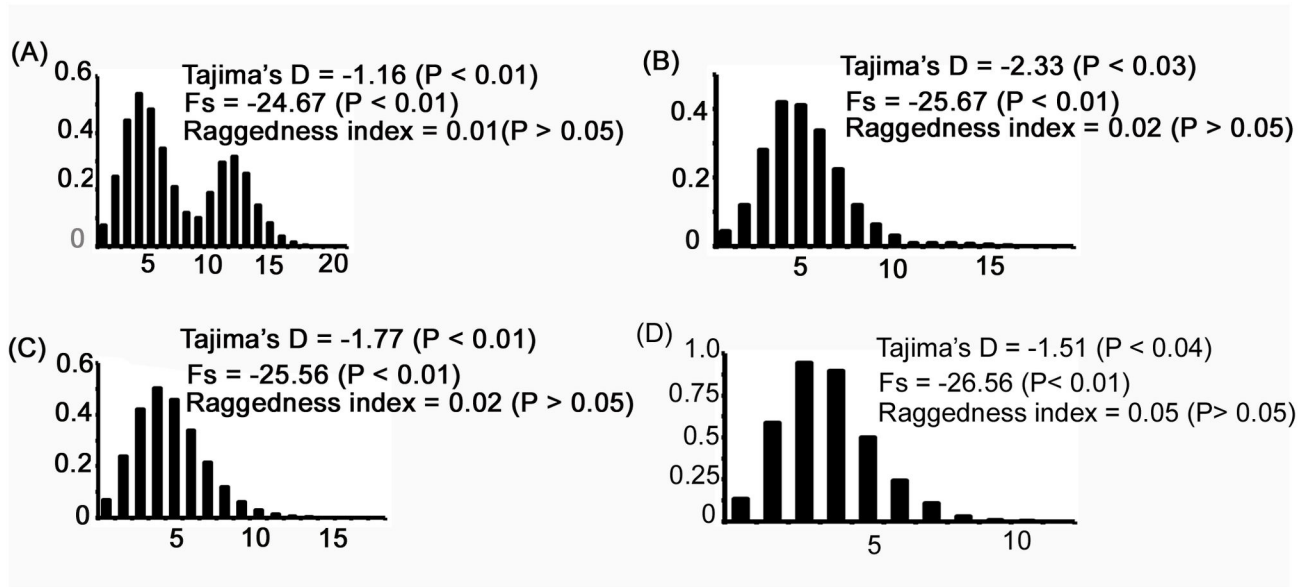 (A)
Tajima's D = -1.16 (P < 0.01)
Fs = -24.67 (P < 0.01)
Raggedness index = 0.01(P > 0.05)
0.6
0.4
0.2
0
5 10 15 20
(B)
Tajima's D = -2.33 (P < 0.03)
Fs = -25.67 (P < 0.01)
Raggedness index = 0.02 (P > 0.05)
0.4
0.2
0
5 10 15
(C)
Tajima's D = -1.77 (P < 0.01)
Fs = -25.56 (P < 0.01)
Raggedness index = 0.02 (P > 0.05)
0.6
0.4
0.2
0
5 10 15
(D)
Tajima's D = -1.51 (P < 0.04)
Fs = -26.56 (P< 0.01)
Raggedness index = 0.05 (P> 0.05)
1.0
0.75
0.5
0.25
0
5 10